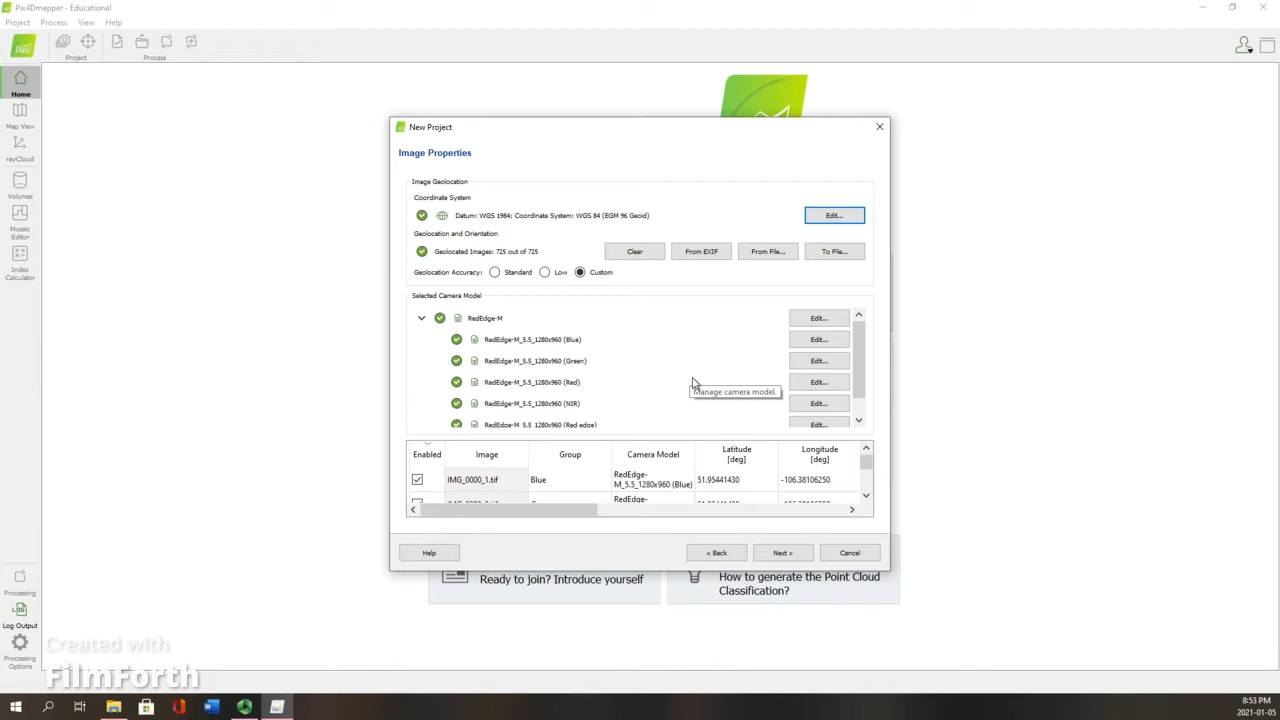 Pix4Dmapper - Educational
Project Process View Help
Project
Process
Home
Map View
rayCloud
Volumes
Mosaic
Editor
Index
Calculator
Processing
Log Output
Processing
Options
New Project
Image Properties
Image Geolocation
Coordinate System
Datum: WGS 1984; Coordinate System: WGS 84 (EGM 96 Geoid)
Edit...
Geolocation and Orientation
Geolocated Images: 725 out of 725
Clear
From EXIF
From File...
To File...
Geolocation Accuracy: Standard Low Custom
Selected Camera Model
RedEdge-M
Edit...
RedEdge-M_5.5_1280x960 (Blue)
Edit...
RedEdge-M_5.5_1280x960 (Green)
Edit...
RedEdge-M_5.5_1280x960 (Red)
Edit...
Manage camera model.
RedEdge-M_5.5_1280x960 (NIR)
Edit...
RedEdge-M_5.5_1280x960 (Red edge)
Edit...
Enabled Image Group Camera Model Latitude [deg] Longitude [deg]
IMG_0000_1.tif Blue RedEdge-M_5.5_1280x960 (Blue) 51.95441430 -106.38106250
RedEdge-
Help
< Back
Next >
Cancel
Ready to join? Introduce yourself
How to generate the Point Cloud
Classification?
Created with
FilmForth
8:53 PM
2021-01-05